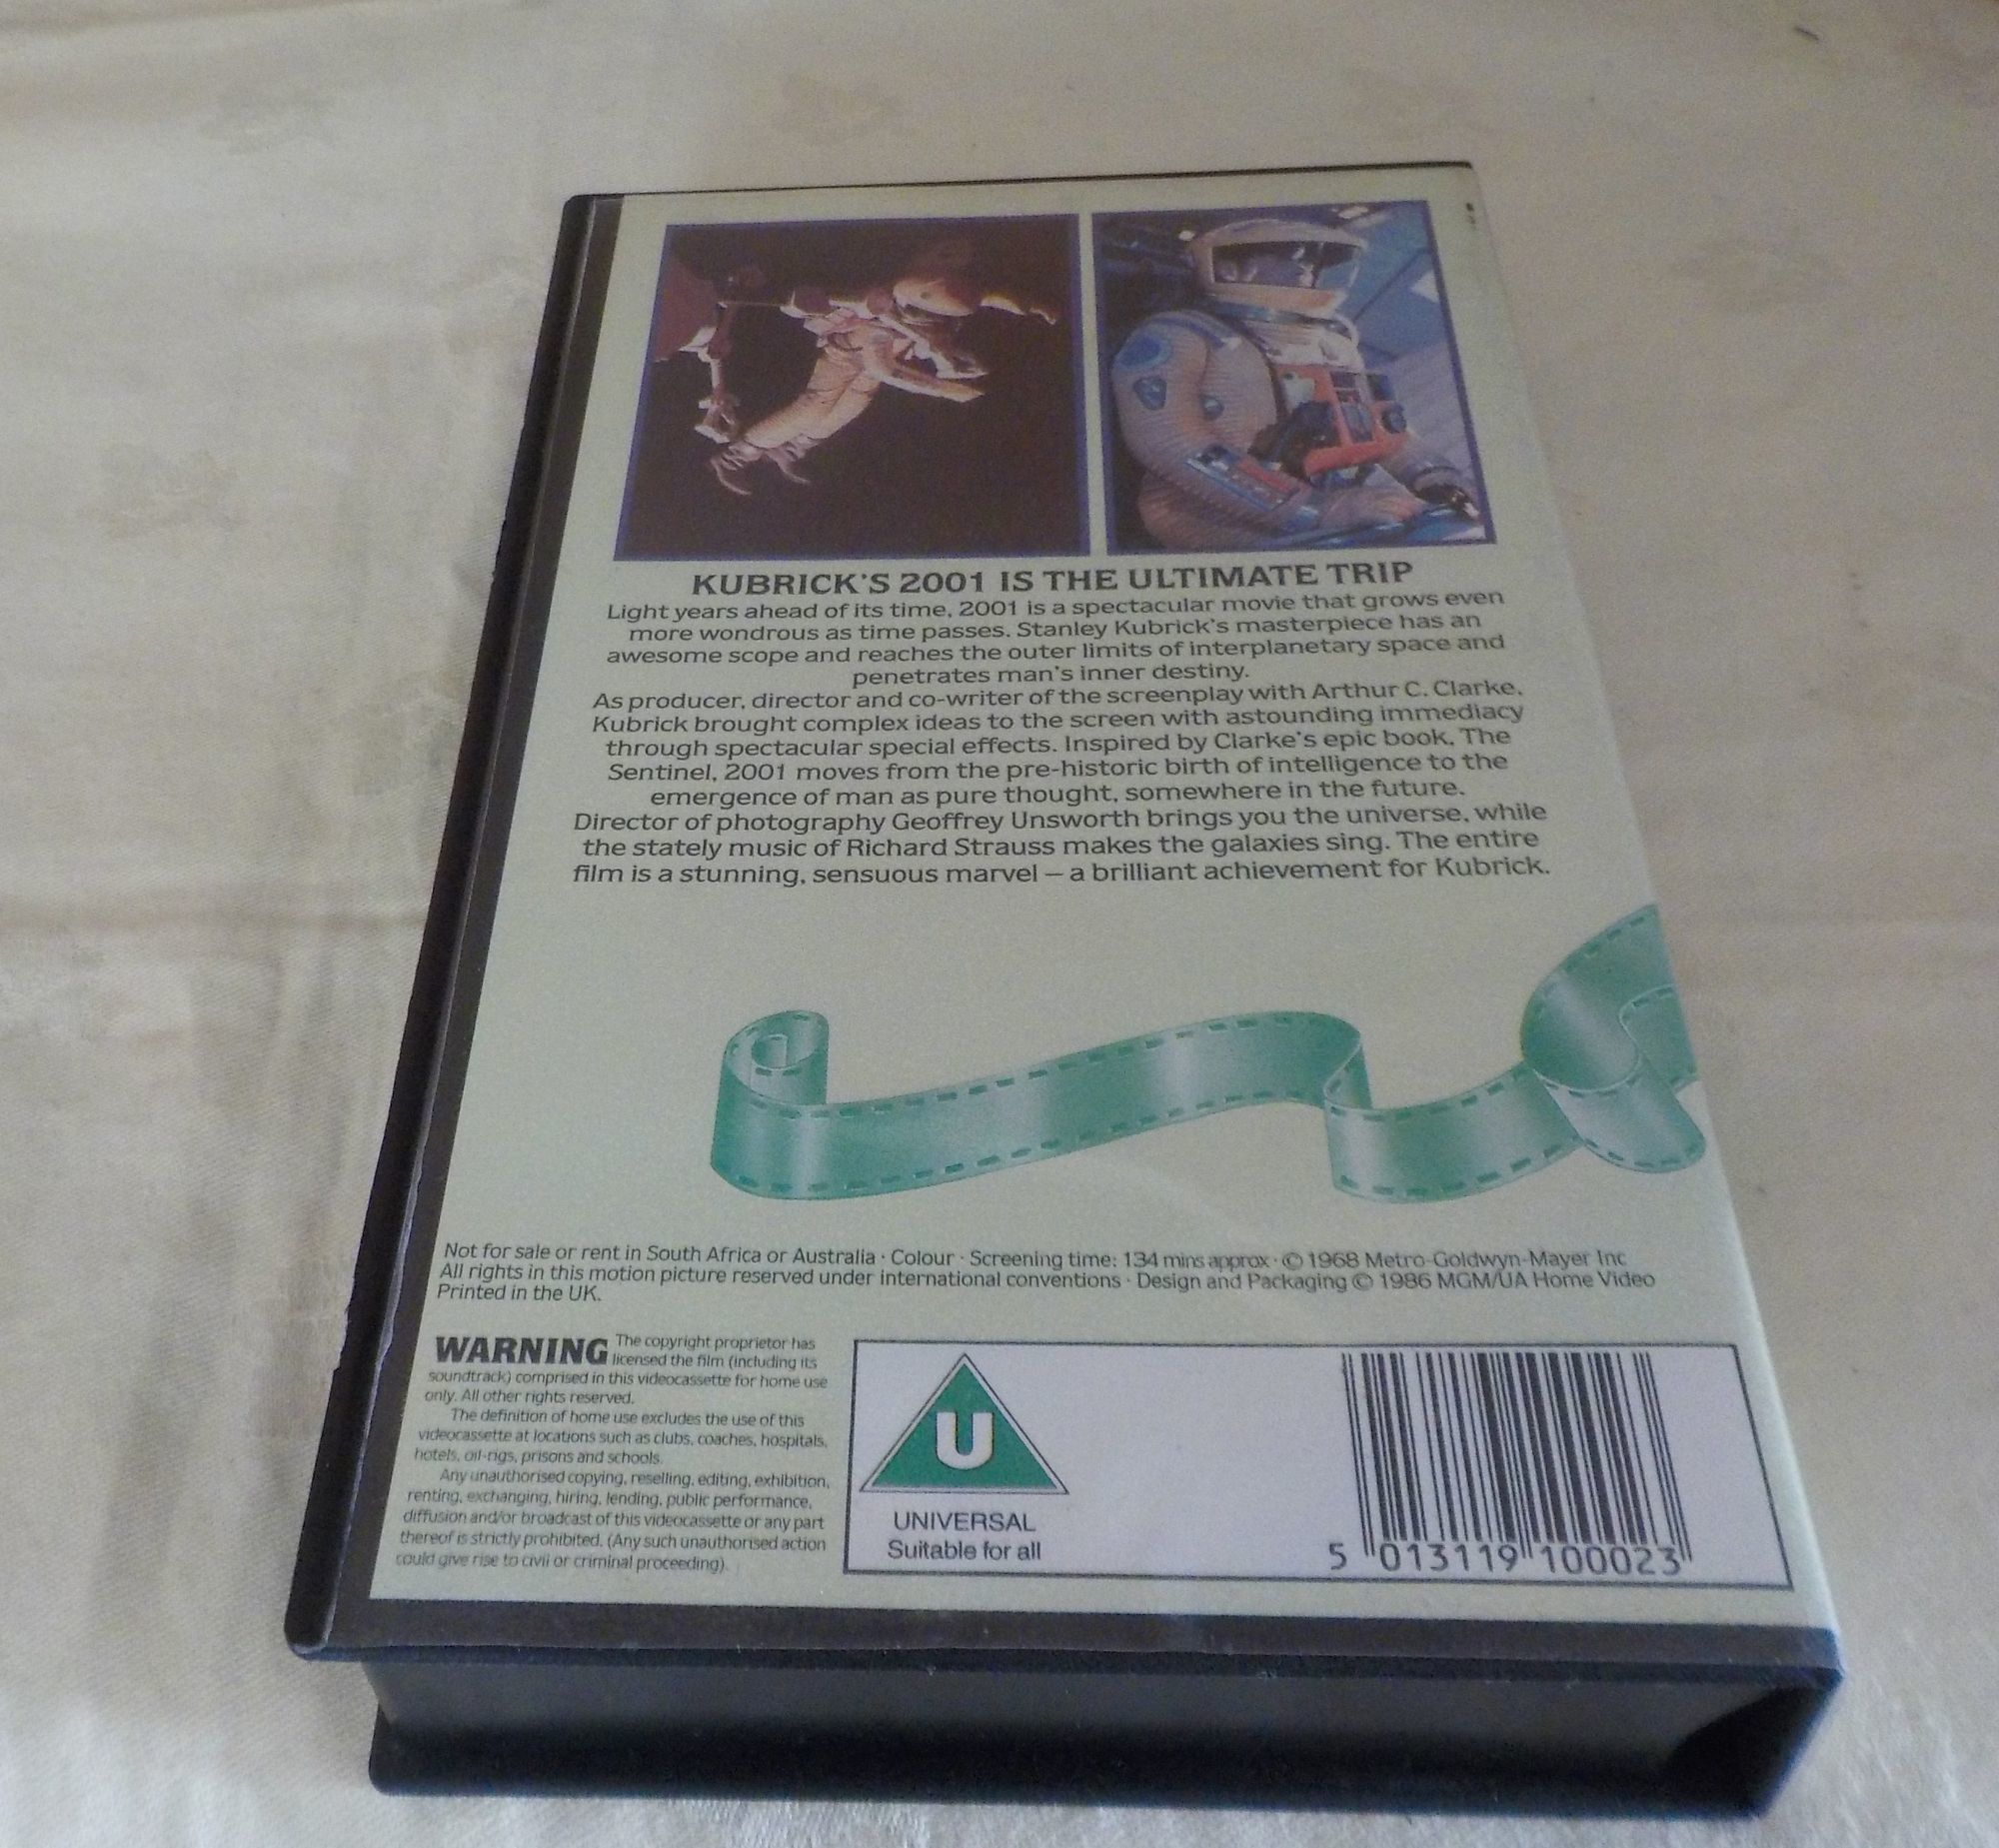 KUBRICK'S 2001 IS THE ULTIMATE TRIP
Light years ahead of its time, 2001 is a spectacular movie that grows even
more wondrous as time passes. Stanley Kubrick's masterpiece has an
awesome scope and reaches the outer limits of interplanetary space and
penetrates man's inner destiny.
As producer, director and co-writer of the screenplay with Arthur C. Clarke,
Kubrick brought complex ideas to the screen with astounding immediacy
through spectacular special effects. Inspired by Clarke's epic book, The
Sentinel, 2001 moves from the pre-historic birth of intelligence to the
emergence of man as pure thought, somewhere in the future.
Director of photography Geoffrey Unsworth brings you the universe, while
the stately music of Richard Strauss makes the galaxies sing. The entire
film is a stunning, sensuous marvel – a brilliant achievement for Kubrick.
Not for sale or rent in South Africa or Australia · Colour · Screening time: 134 mins approx · © 1968 Metro-Goldwyn-Mayer Inc
All rights in this motion picture reserved under international conventions · Design and Packaging © 1986 MGM/UA Home Video
Printed in the UK.
WARNING The copyright proprietor has
licensed the film (including its
soundtrack) comprised in this videocassette for home use
only. All other rights reserved.
The definition of home use excludes the use of this
videocassette at locations such as clubs, coaches, hospitals,
hotels, oil-rigs, prisons and schools.
Any unauthorised copying, reselling, editing, exhibition,
renting, exchanging, hiring, lending, public performance,
diffusion and/or broadcast of this videocassette or any part
thereof is strictly prohibited. (Any such unauthorised action
could give rise to civil or criminal proceeding).
U
UNIVERSAL
Suitable for all
5 013119 100023